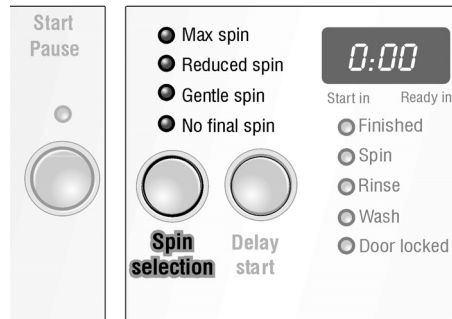 Start
Pause
Max spin
Reduced spin
Gentle spin
No final spin
Spin
selection
Delay
start
0:00
Start in
Ready in
Finished
Spin
Rinse
Wash
Door locked